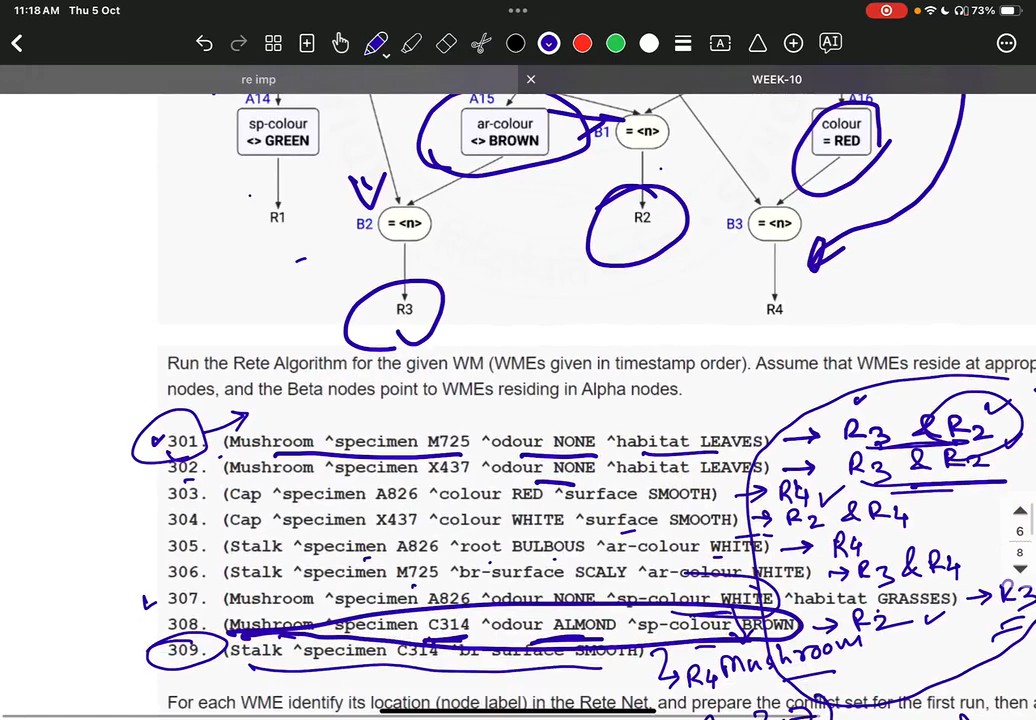 11:18 AM Thu 5 Oct
73%
A
AI
re imp
WEEK-10
A14
A15
A16
sp-colour
<> GREEN
ar-colour
<> BROWN
B1
= <n>
colour
= RED
R1
B2
= <n>
R2
B3
= <n>
R3
R4
Run the Rete Algorithm for the given WM (WMEs given in timestamp order). Assume that WMEs reside at approp
nodes, and the Beta nodes point to WMEs residing in Alpha nodes.
301. (Mushroom ^specimen M725 ^odour NONE ^habitat LEAVES) → R3 & R2
302. (Mushroom ^specimen X437 ^odour NONE ^habitat LEAVES) → R3 & R2
303. (Cap ^specimen A826 ^colour RED ^surface SMOOTH) → R4 ✓
304. (Cap ^specimen X437 ^colour WHITE ^surface SMOOTH) → R2 & R4
305. (Stalk ^specimen A826 ^root BULBOUS ^ar-colour WHITE) → R4
306. (Stalk ^specimen M725 ^br-surface SCALY ^ar-colour WHITE) → R3 & R4
307. (Mushroom ^specimen A826 ^odour NONE ^sp-colour WHITE ^habitat GRASSES) → R3
308. (Mushroom ^specimen C314 ^odour ALMOND ^sp-colour BROWN) → R2 ✓
309. (Stalk ^specimen C314 ^br-surface SMOOTH)
→ R4 Mushroom
For each WME identify its location (node label) in the Rete Net, and prepare the conflict set for the first run, then
6
8